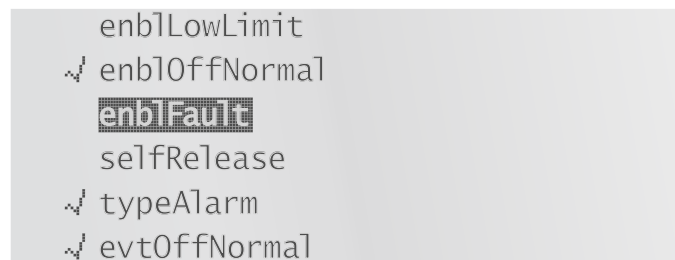 enblLowLimit
enblOffNormal
enblFault
selfRelease
typeAlarm
evtOffNormal